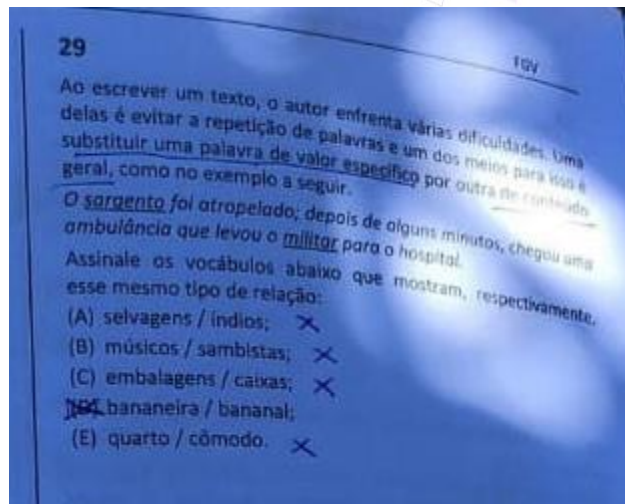 29
FGV
Ao escrever um texto, o autor enfrenta várias dificuldades. Uma
delas é evitar a repetição de palavras e um dos meios para isso é
substituir uma palavra de valor específico por outra de conteúdo
geral, como no exemplo a seguir.
O sargento foi atropelado; depois de alguns minutos, chegou uma
ambulância que levou o militar para o hospital.
Assinale os vocábulos abaixo que mostram, respectivamente,
esse mesmo tipo de relação:
(A) selvagens / índios;
(B) músicos / sambistas;
(C) embalagens / caixas;
bananeira / bananal;
(E) quarto / cômodo.